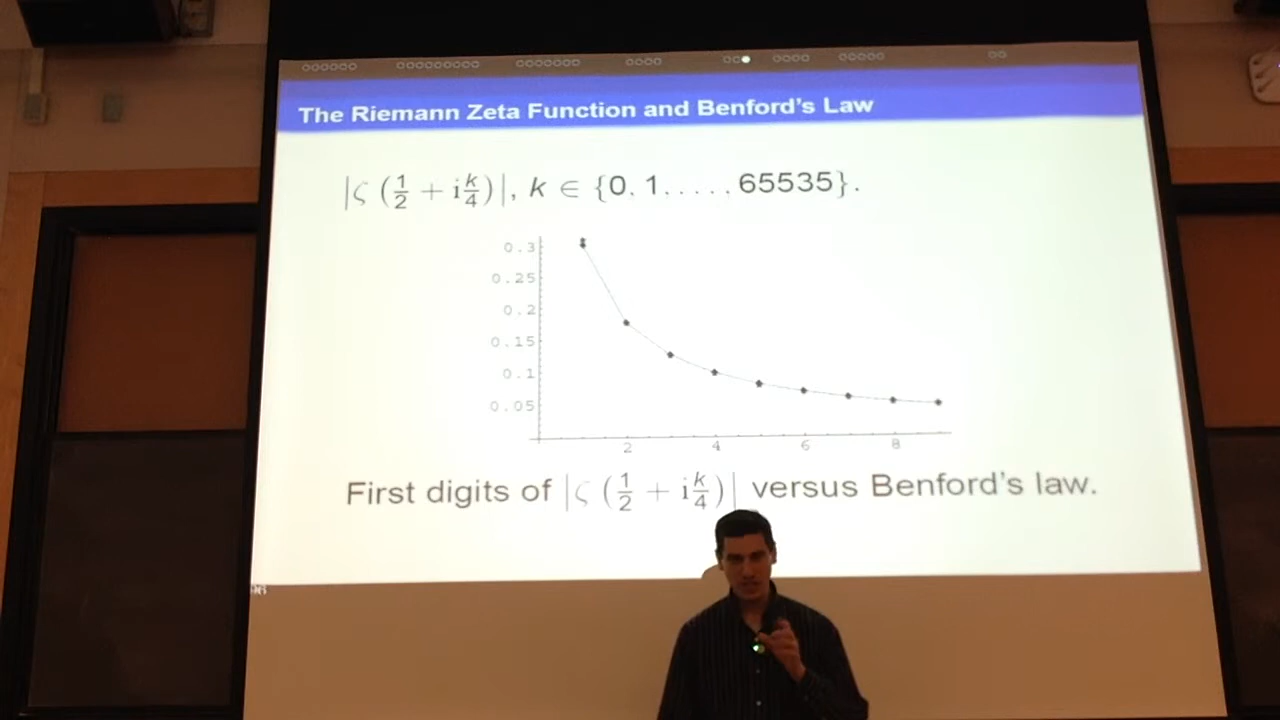 The Riemann Zeta Function and Benford's Law
|ζ (1/2 + i k/4)|, k ∈ {0, 1, . . . , 65535}.
0.3
0.25
0.2
0.15
0.1
0.05
2 4 6 8
First digits of |ζ (1/2 + i k/4)| versus Benford's law.